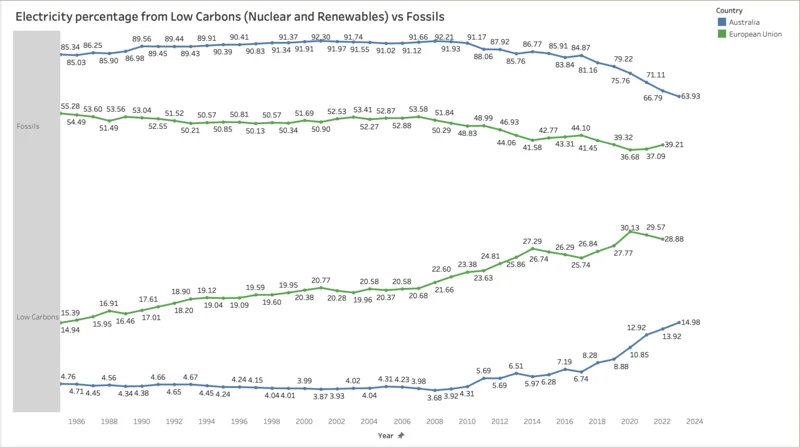 Electricity percentage from Low Carbons (Nuclear and Renewables) vs Fossils
Country
Australia
European Union
Fossils
85.34 86.25 89.56 89.44 89.91 90.41 91.37 92.30 91.74 91.66 92.21 91.17 87.92 86.77 85.91 84.87 79.22 71.11
85.03 85.90 86.98 89.45 89.43 90.39 90.83 91.34 91.91 91.97 91.55 91.02 91.12 91.93 88.06 85.76 83.84 81.16 75.76 66.79 63.93
55.28 53.60 53.56 53.04 51.52 50.57 50.81 50.57 51.69 52.53 53.41 52.87 53.58 51.84 48.99 46.93 42.77 44.10 39.32 39.21
54.49 51.49 52.55 50.21 50.85 50.13 50.34 50.90 52.27 52.88 50.29 48.83 44.06 41.58 43.31 41.45 36.68 37.09
Low Carbons
15.39 16.91 17.61 18.90 19.12 19.59 19.95 20.77 20.58 20.58 22.60 23.38 24.81 27.29 26.29 26.84 30.13 29.57 28.88
14.94 15.95 16.46 17.01 18.20 19.04 19.09 19.60 20.38 20.28 19.96 20.37 20.68 21.66 23.63 25.86 26.74 25.74 27.77
4.76 4.56 4.66 4.67 4.24 4.15 3.99 4.02 4.31 4.23 3.98 5.69 6.51 7.19 8.28 12.92 14.98
4.71 4.45 4.34 4.38 4.65 4.45 4.24 4.04 4.01 3.87 3.93 4.04 3.68 3.92 4.31 5.69 5.97 6.28 6.74 8.88 10.85 13.92
1986 1988 1990 1992 1994 1996 1998 2000 2002 2004 2006 2008 2010 2012 2014 2016 2018 2020 2022 2024
Year